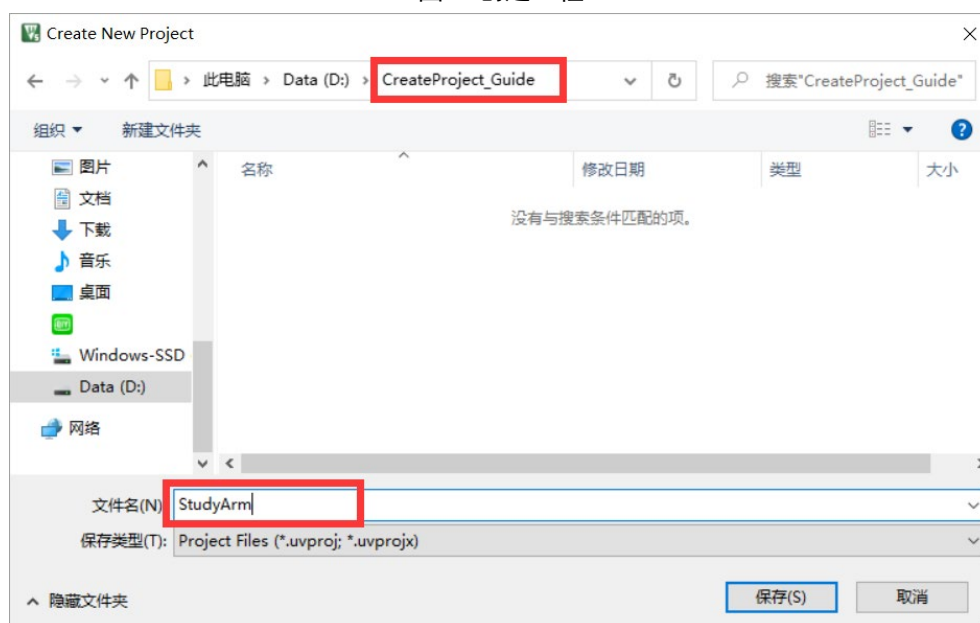 Create New Project
此电脑 > Data (D:) > CreateProject_Guide
搜索"CreateProject_Guide"
组织 新建文件夹
图片
文档
下载
音乐
桌面
Windows-SSD
Data (D:)
网络
名称 修改日期 类型 大小
没有与搜索条件匹配的项。
文件名(N) StudyArm
保存类型(T): Project Files (*.uvproj; *.uvprojx)
隐藏文件夹 保存(S) 取消